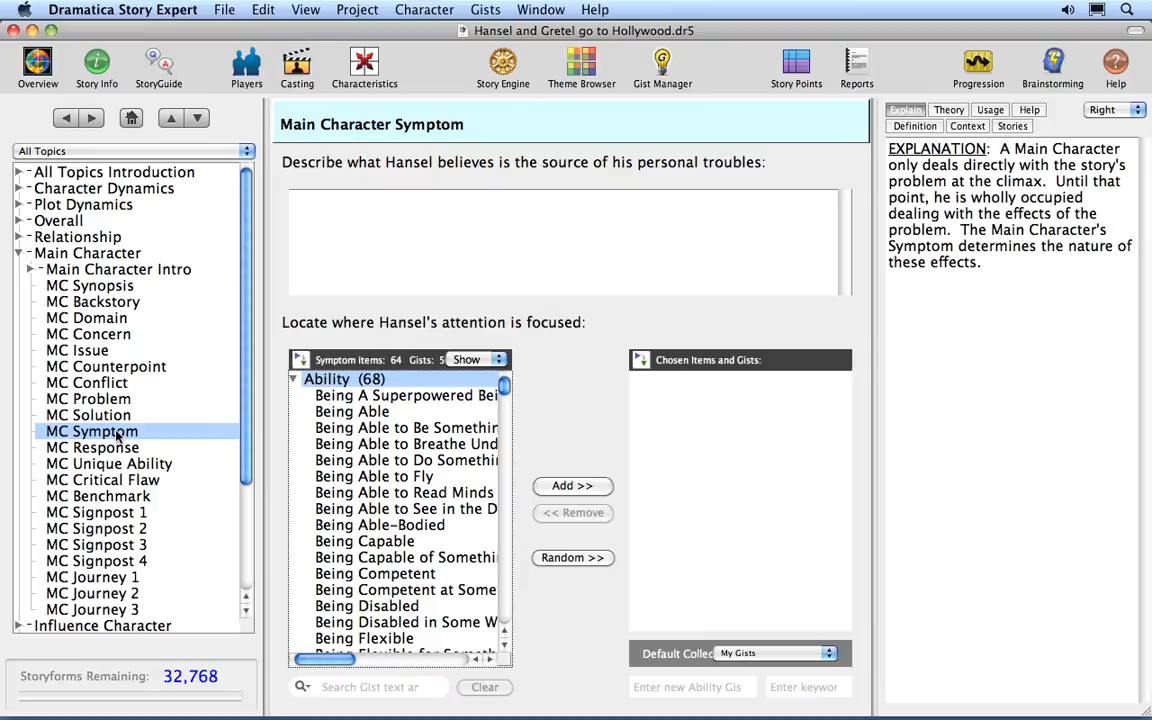 Dramatica Story Expert File Edit View Project Character Gists Window Help
Hansel and Gretel go to Hollywood.dr5
Overview Story Info StoryGuide Players Casting Characteristics Story Engine Theme Browser Gist Manager Story Points Reports Progression Brainstorming Help
All Topics
All Topics Introduction
Character Dynamics
Plot Dynamics
Overall
Relationship
Main Character
Main Character Intro
MC Synopsis
MC Backstory
MC Domain
MC Concern
MC Issue
MC Counterpoint
MC Conflict
MC Problem
MC Solution
MC Symptom
MC Response
MC Unique Ability
MC Critical Flaw
MC Benchmark
MC Signpost 1
MC Signpost 2
MC Signpost 3
MC Signpost 4
MC Journey 1
MC Journey 2
MC Journey 3
Influence Character
Storyforms Remaining: 32,768
Main Character Symptom
Describe what Hansel believes is the source of his personal troubles:
Locate where Hansel's attention is focused:
Symptom items: 64 Gists: 5 Show
Ability (68)
Being A Superpowered Bei
Being Able
Being Able to Be Somethin
Being Able to Breathe Und
Being Able to Do Somethi
Being Able to Fly
Being Able to Read Minds
Being Able to See in the D
Being Able-Bodied
Being Capable
Being Capable of Somethi
Being Competent
Being Competent at Some
Being Disabled
Being Disabled in Some W
Being Flexible
Search Gist text ar
Clear
Add >>
<< Remove
Random >>
Chosen Items and Gists:
Default Collec My Gists
Enter new Ability Gis Enter keywor
Explain Theory Usage Help Right
Definition Context Stories
EXPLANATION: A Main Character
only deals directly with the story's
problem at the climax. Until that
point, he is wholly occupied
dealing with the effects of the
problem. The Main Character's
Symptom determines the nature of
these effects.